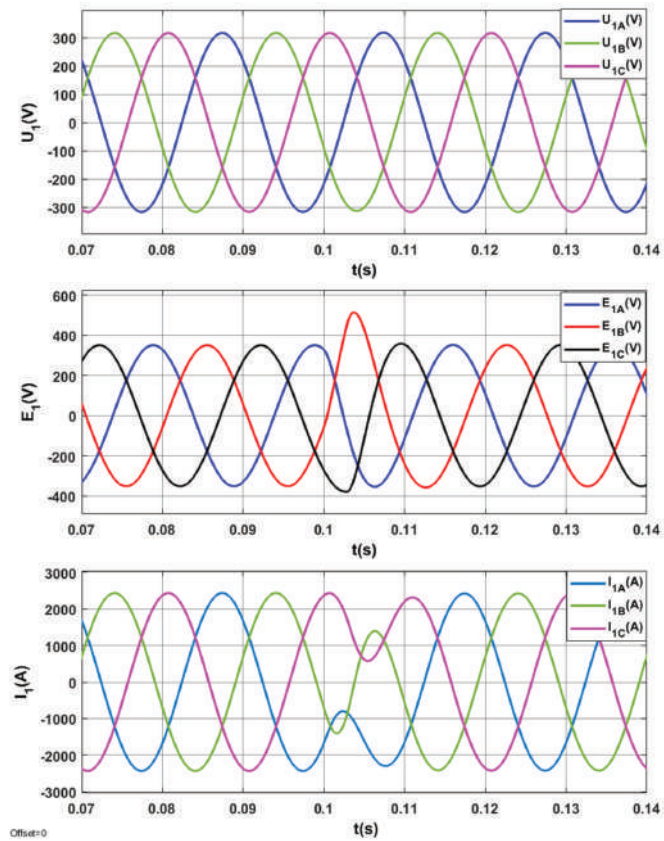 300
200
100
0
-100
-200
-300
U1(V)
U1A(V)
U1B(V)
U1C(V)
0.07 0.08 0.09 0.1 0.11 0.12 0.13 0.14
t(s)
600
400
200
0
-200
-400
E1(V)
E1A(V)
E1B(V)
E1C(V)
0.07 0.08 0.09 0.1 0.11 0.12 0.13 0.14
t(s)
3000
2000
1000
0
-1000
-2000
-3000
I1(A)
I1A(A)
I1B(A)
I1C(A)
0.07 0.08 0.09 0.1 0.11 0.12 0.13 0.14
t(s)
Offset=0